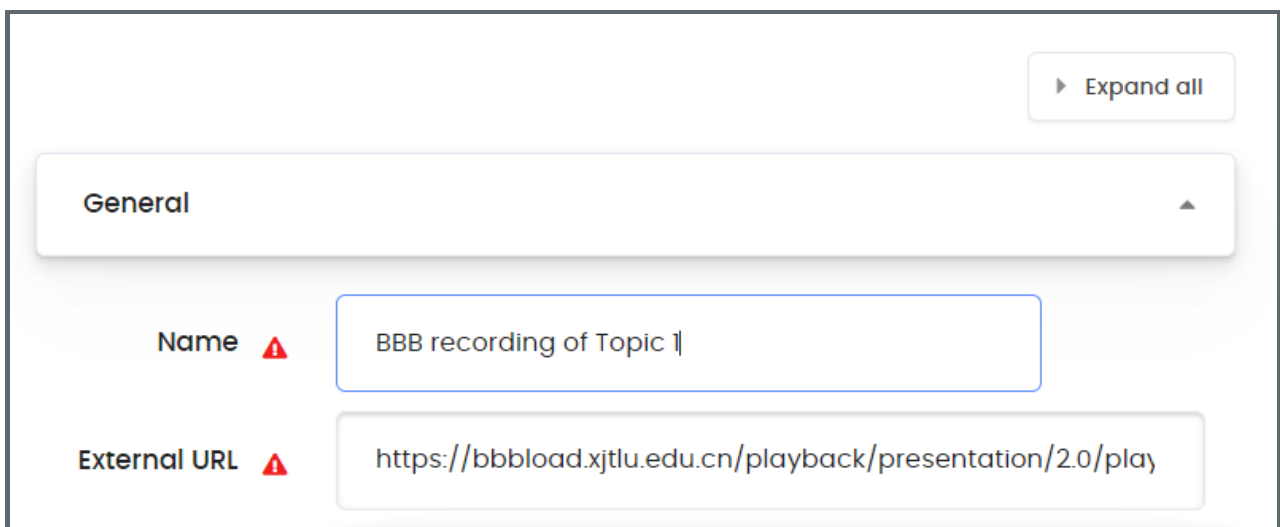 Expand all
General
Name
BBB recording of Topic 1
External URL
https://bbbload.xjtlu.edu.cn/playback/presentation/2.0/play